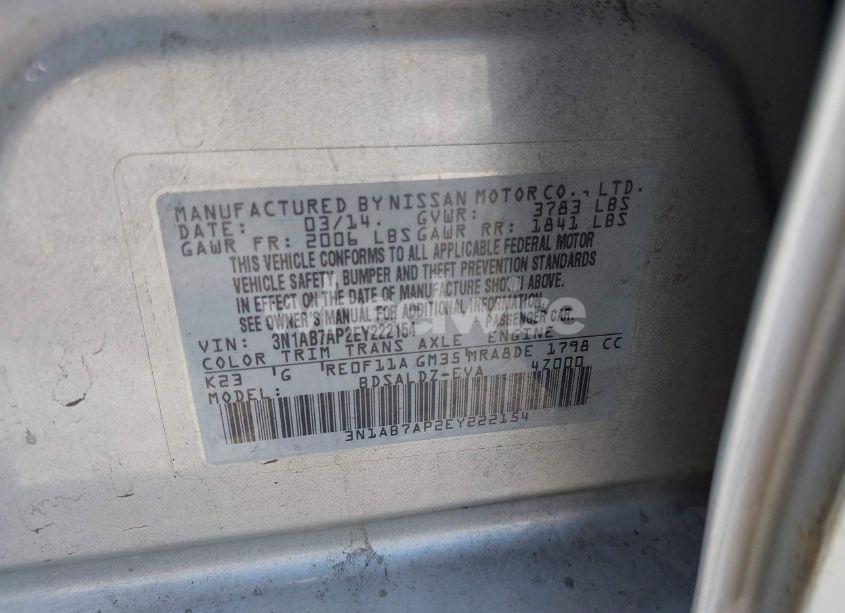 MANUFACTURED BY NISSAN MOTOR CO., LTD.
DATE: 03/14. GVWR: 3783 LBS
GAWR FR: 2006 LBS GAWR RR: 1841 LBS
THIS VEHICLE CONFORMS TO ALL APPLICABLE FEDERAL MOTOR
VEHICLE SAFETY, BUMPER AND THEFT PREVENTION STANDARDS
IN EFFECT ON THE DATE OF MANUFACTURE SHOWN ABOVE.
SEE OWNER'S MANUAL FOR ADDITIONAL INFORMATION.
VIN: 3N1AB7AP2EY222154 PASSENGER CAR.
COLOR TRIM TRANS AXLE ENGINE
K23 G RE0F11A GM35 MRA8DE 1798 CC
MODEL: BDSALDZ-EVA 4Z000
3N1AB7AP2EY222154